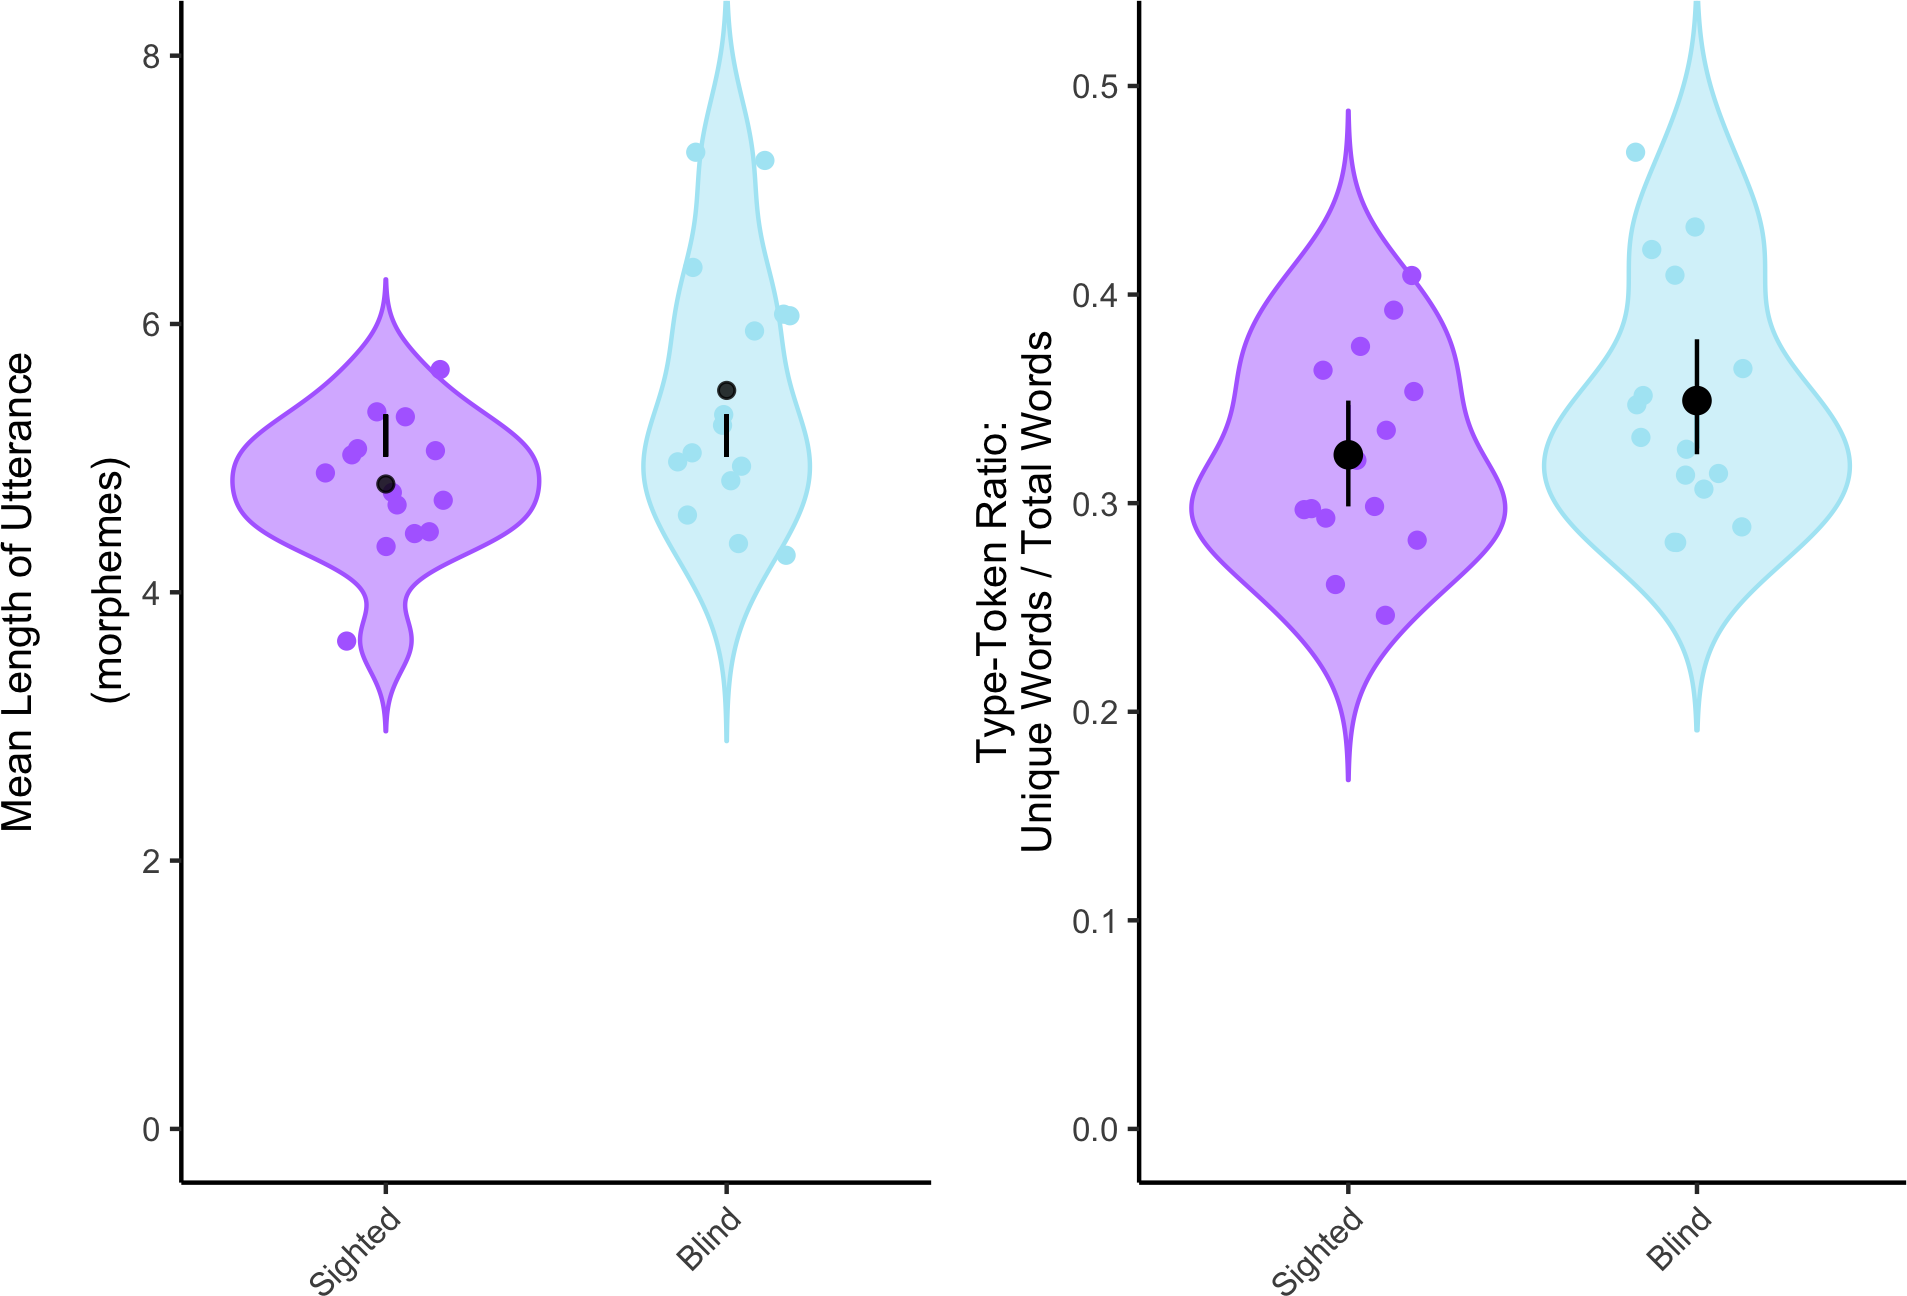 Mean Length of Utterance
(morphemes)
8
6
4
2
0
Sighted
Blind
Type-Token Ratio:
Unique Words / Total Words
0.5
0.4
0.3
0.2
0.1
0.0
Sighted
Blind